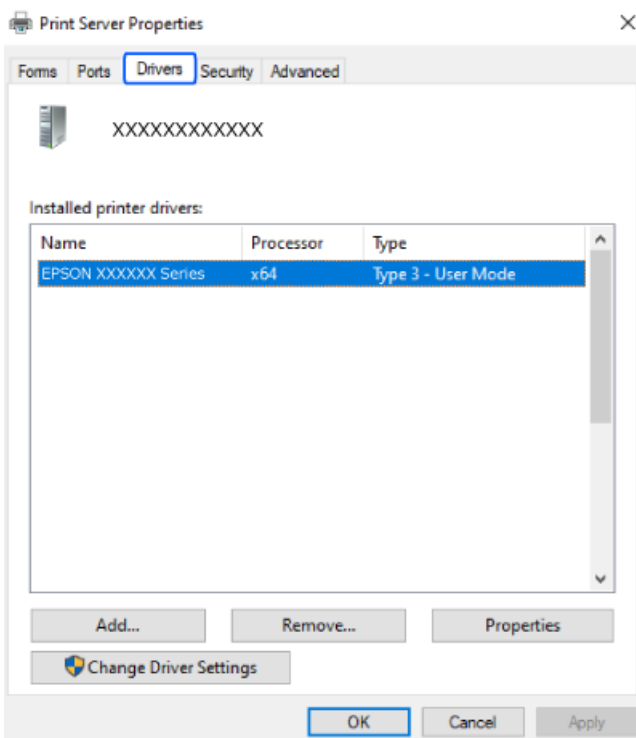 Print Server Properties
Forms Ports Drivers Security Advanced
XXXXXXXXXXXX
Installed printer drivers:
Name Processor Type
EPSON XXXXXX Series x64 Type 3 - User Mode
Add... Remove... Properties
Change Driver Settings
OK Cancel Apply